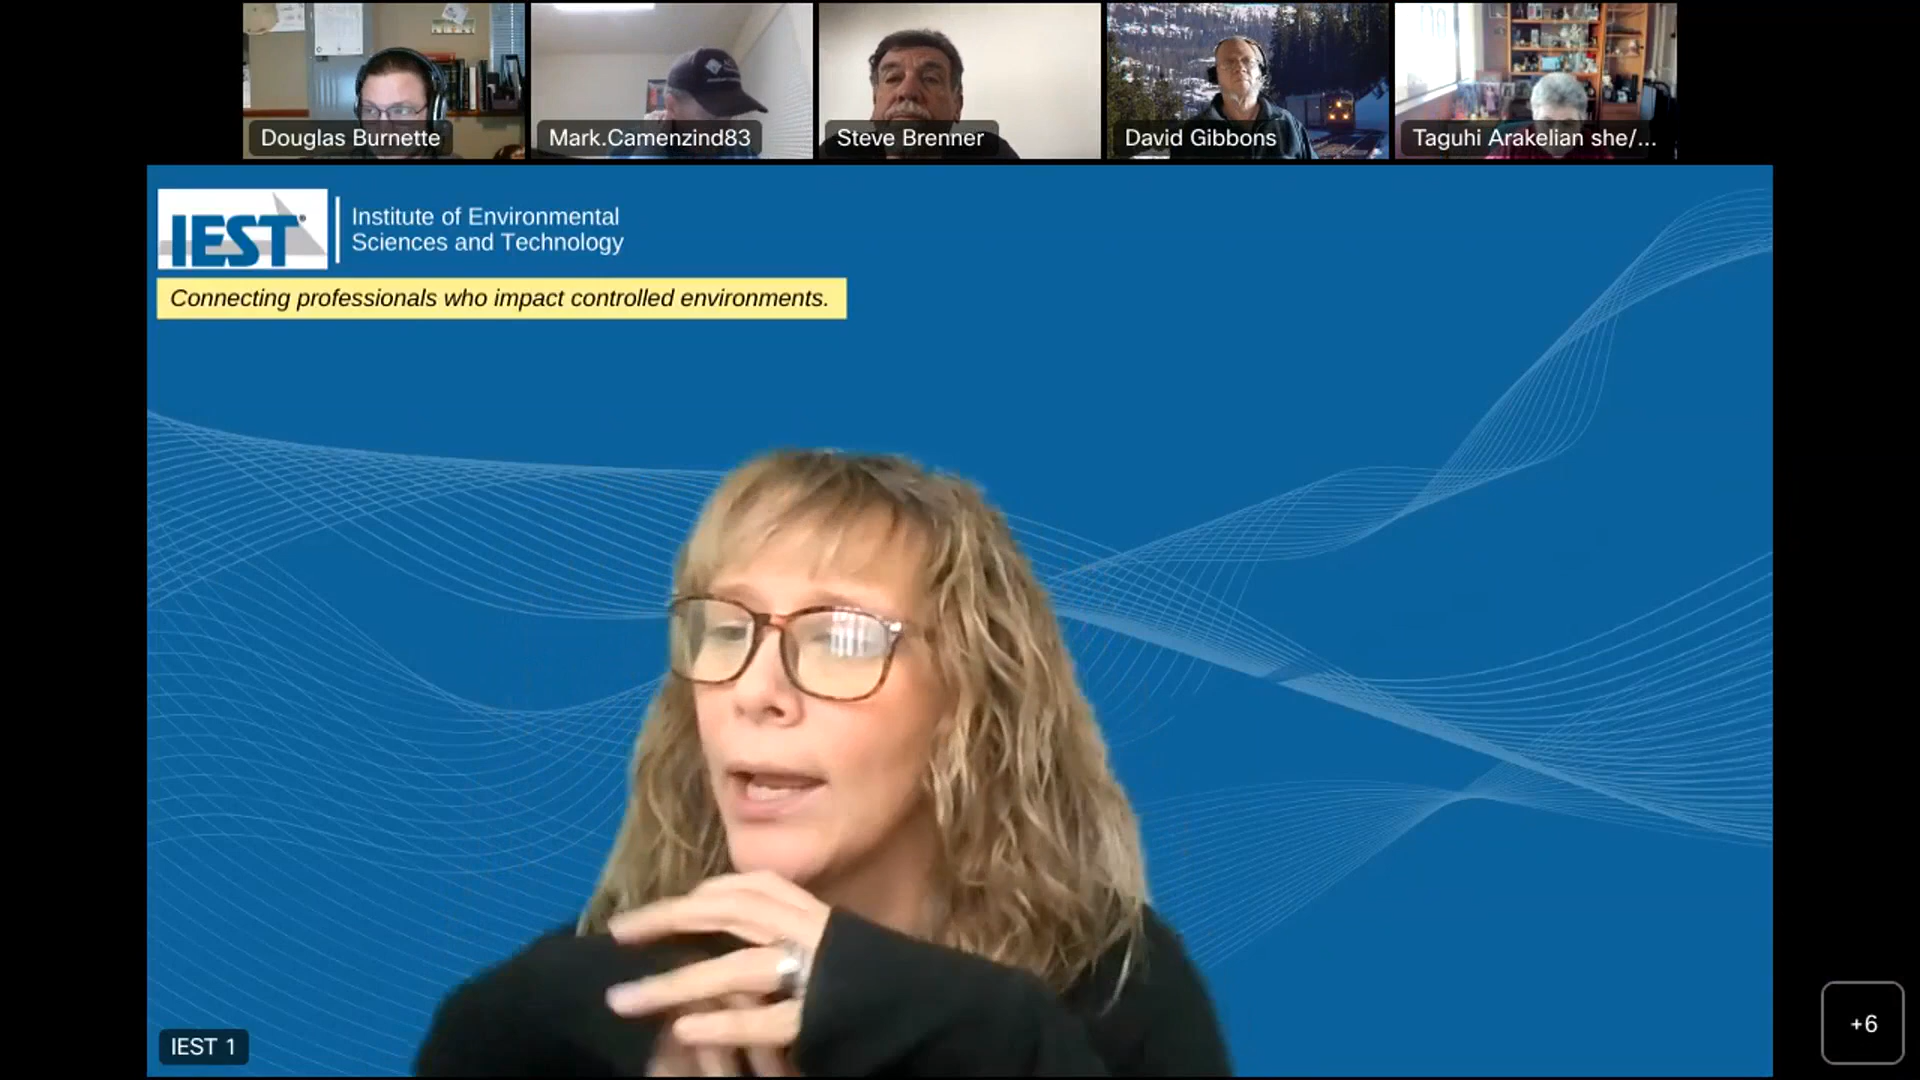 Douglas Burnette
Mark.Camenzind83
Steve Brenner
David Gibbons
Taguhi Arakelian she/...
IEST
Institute of Environmental
Sciences and Technology
Connecting professionals who impact controlled environments.
IEST 1
+6